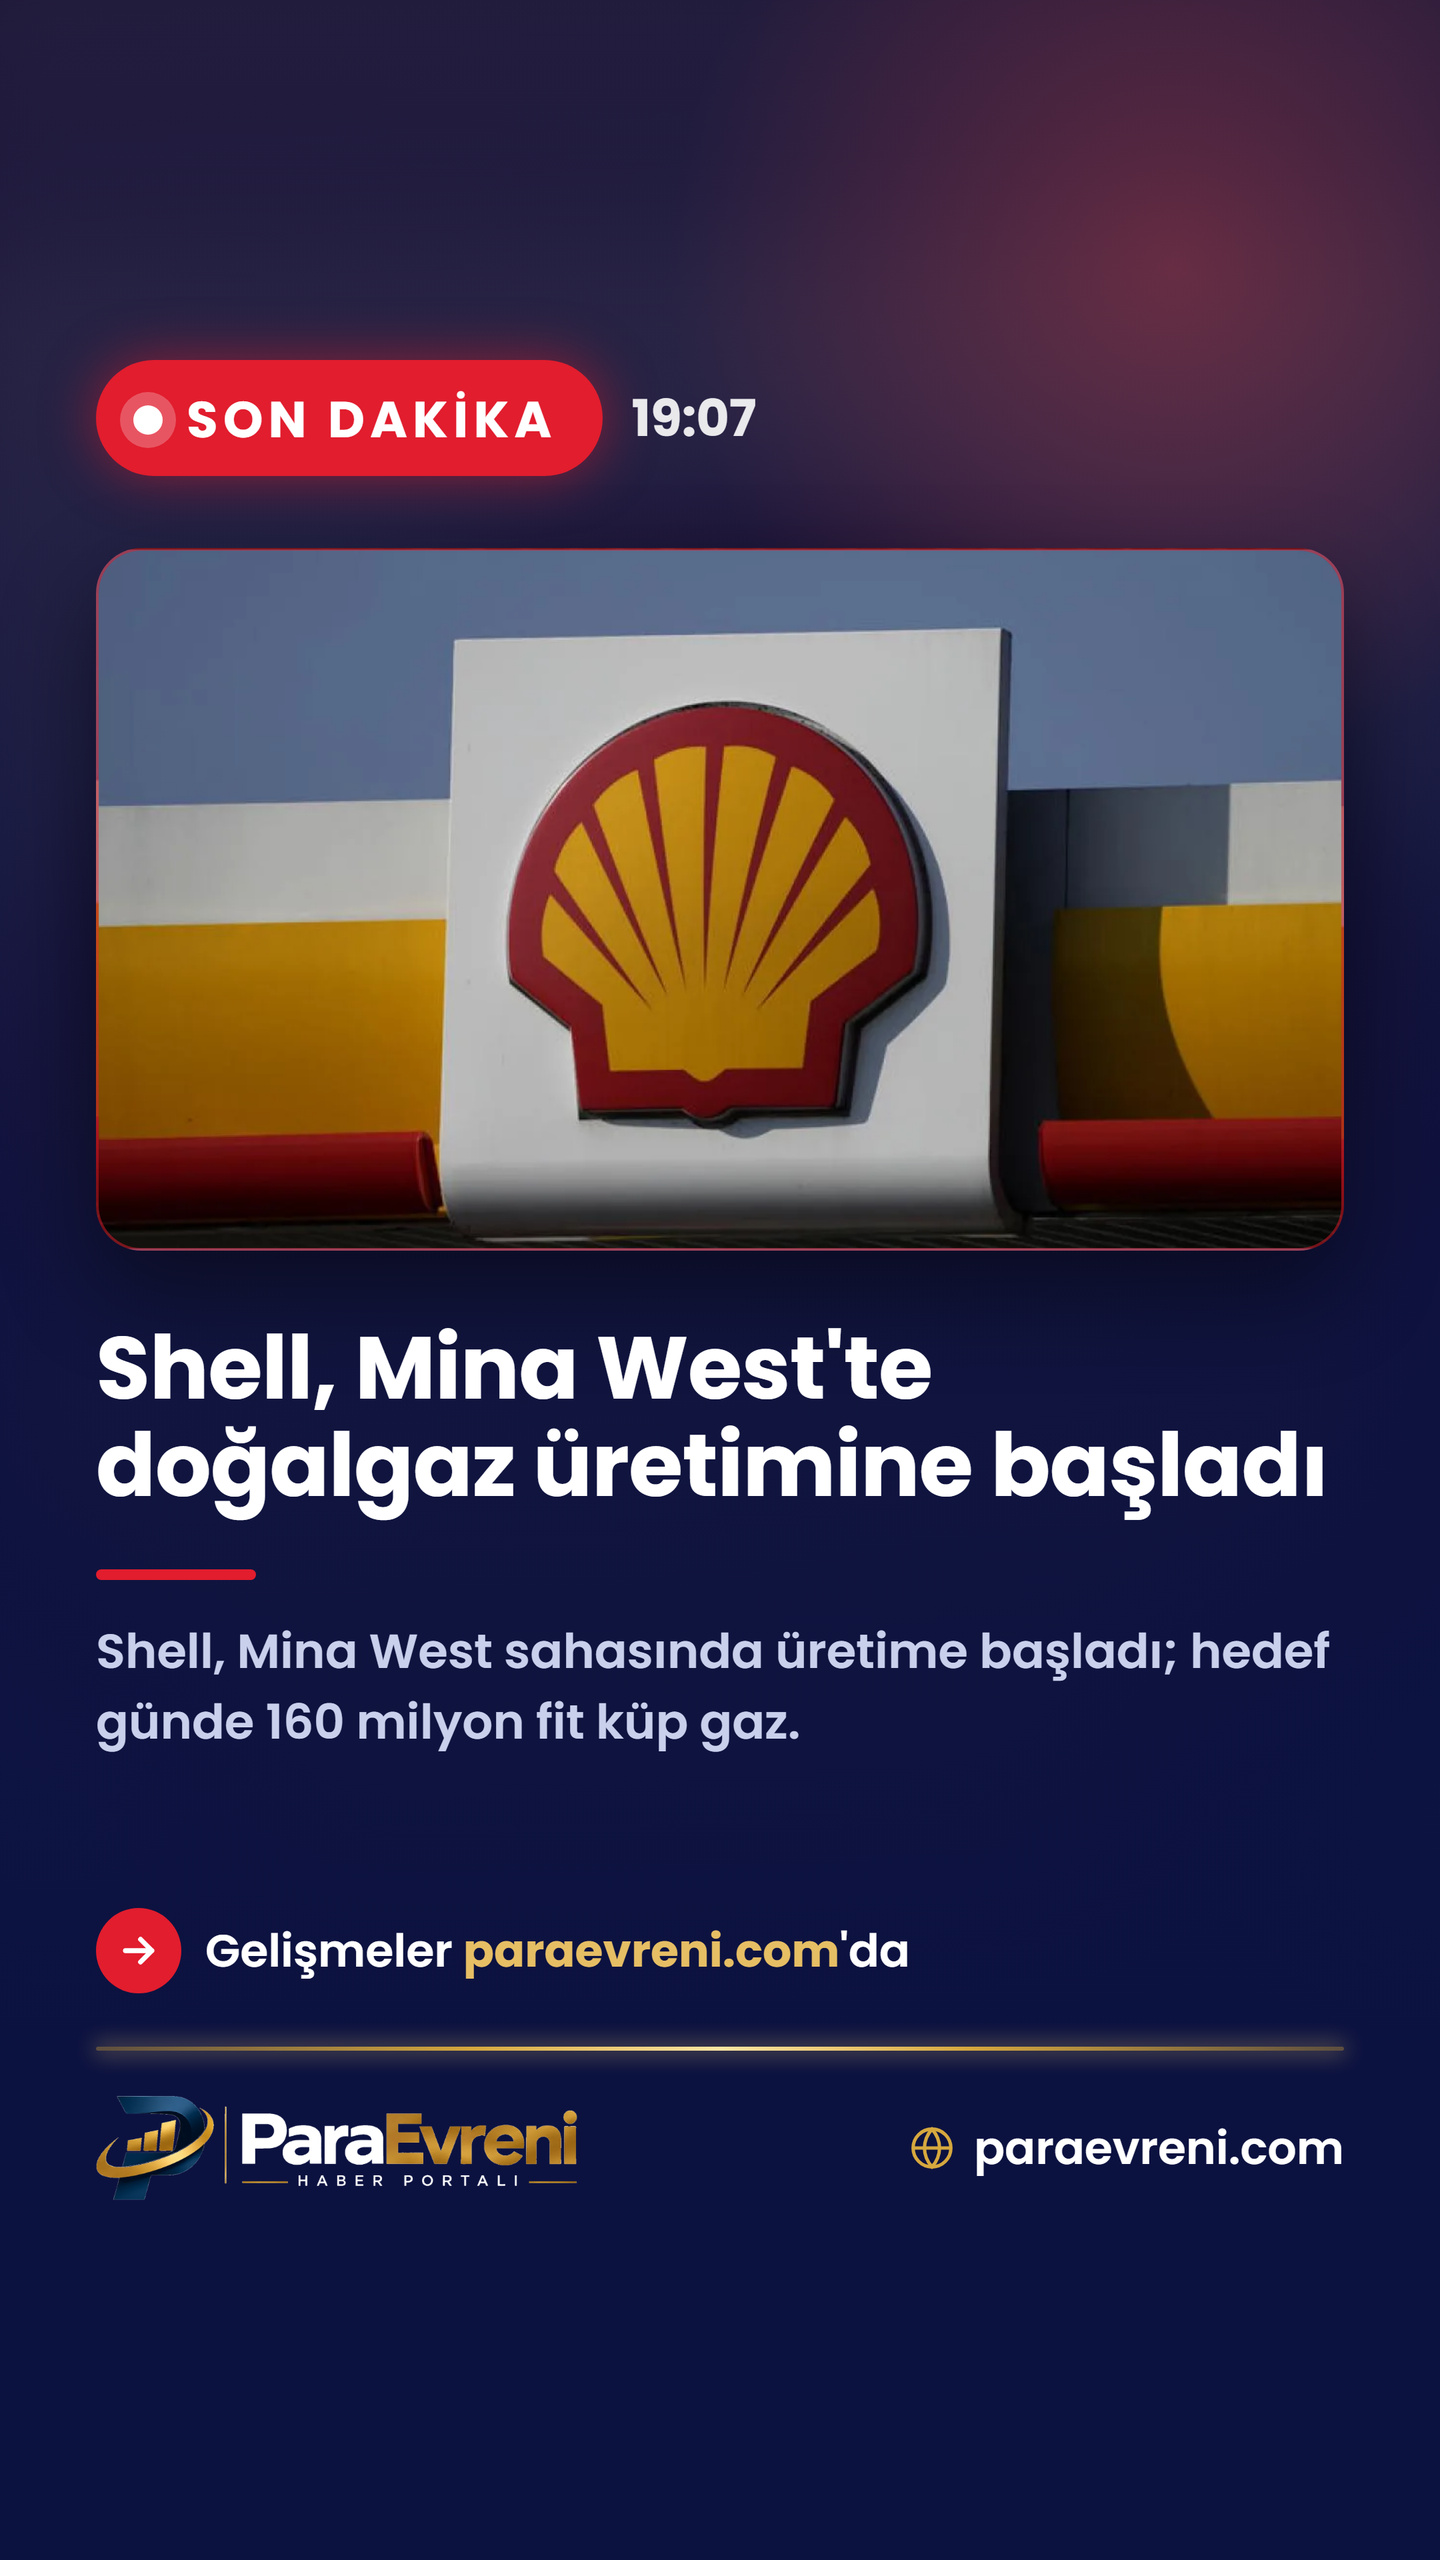 SON DAKİKA 19:07
Shell, Mina West'te
doğalgaz üretimine başladı
Shell, Mina West sahasında üretime başladı; hedef
günde 160 milyon fit küp gaz.
Gelişmeler paraevreni.com'da
ParaEvreni
HABER PORTALI
paraevreni.com